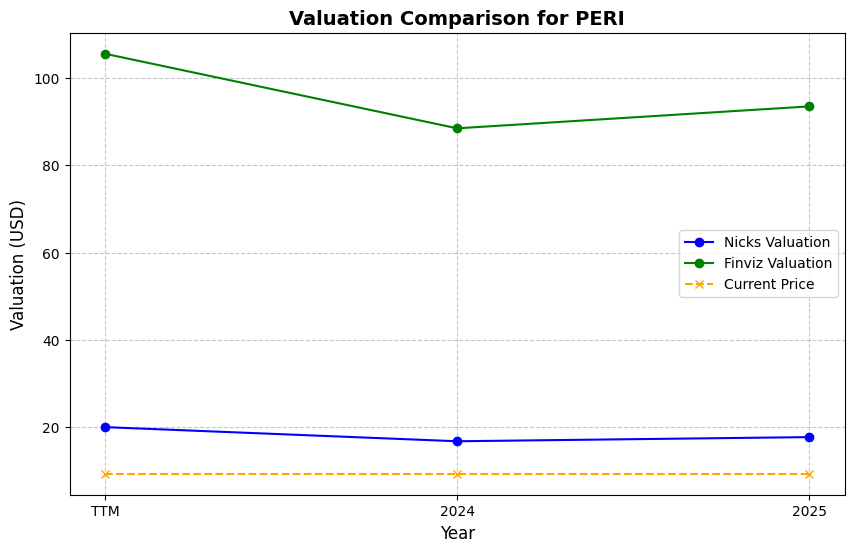 Valuation Comparison for PERI
Valuation (USD)
100
80
60
40
20
Nicks Valuation
Finviz Valuation
Current Price
TTM
2024
2025
Year